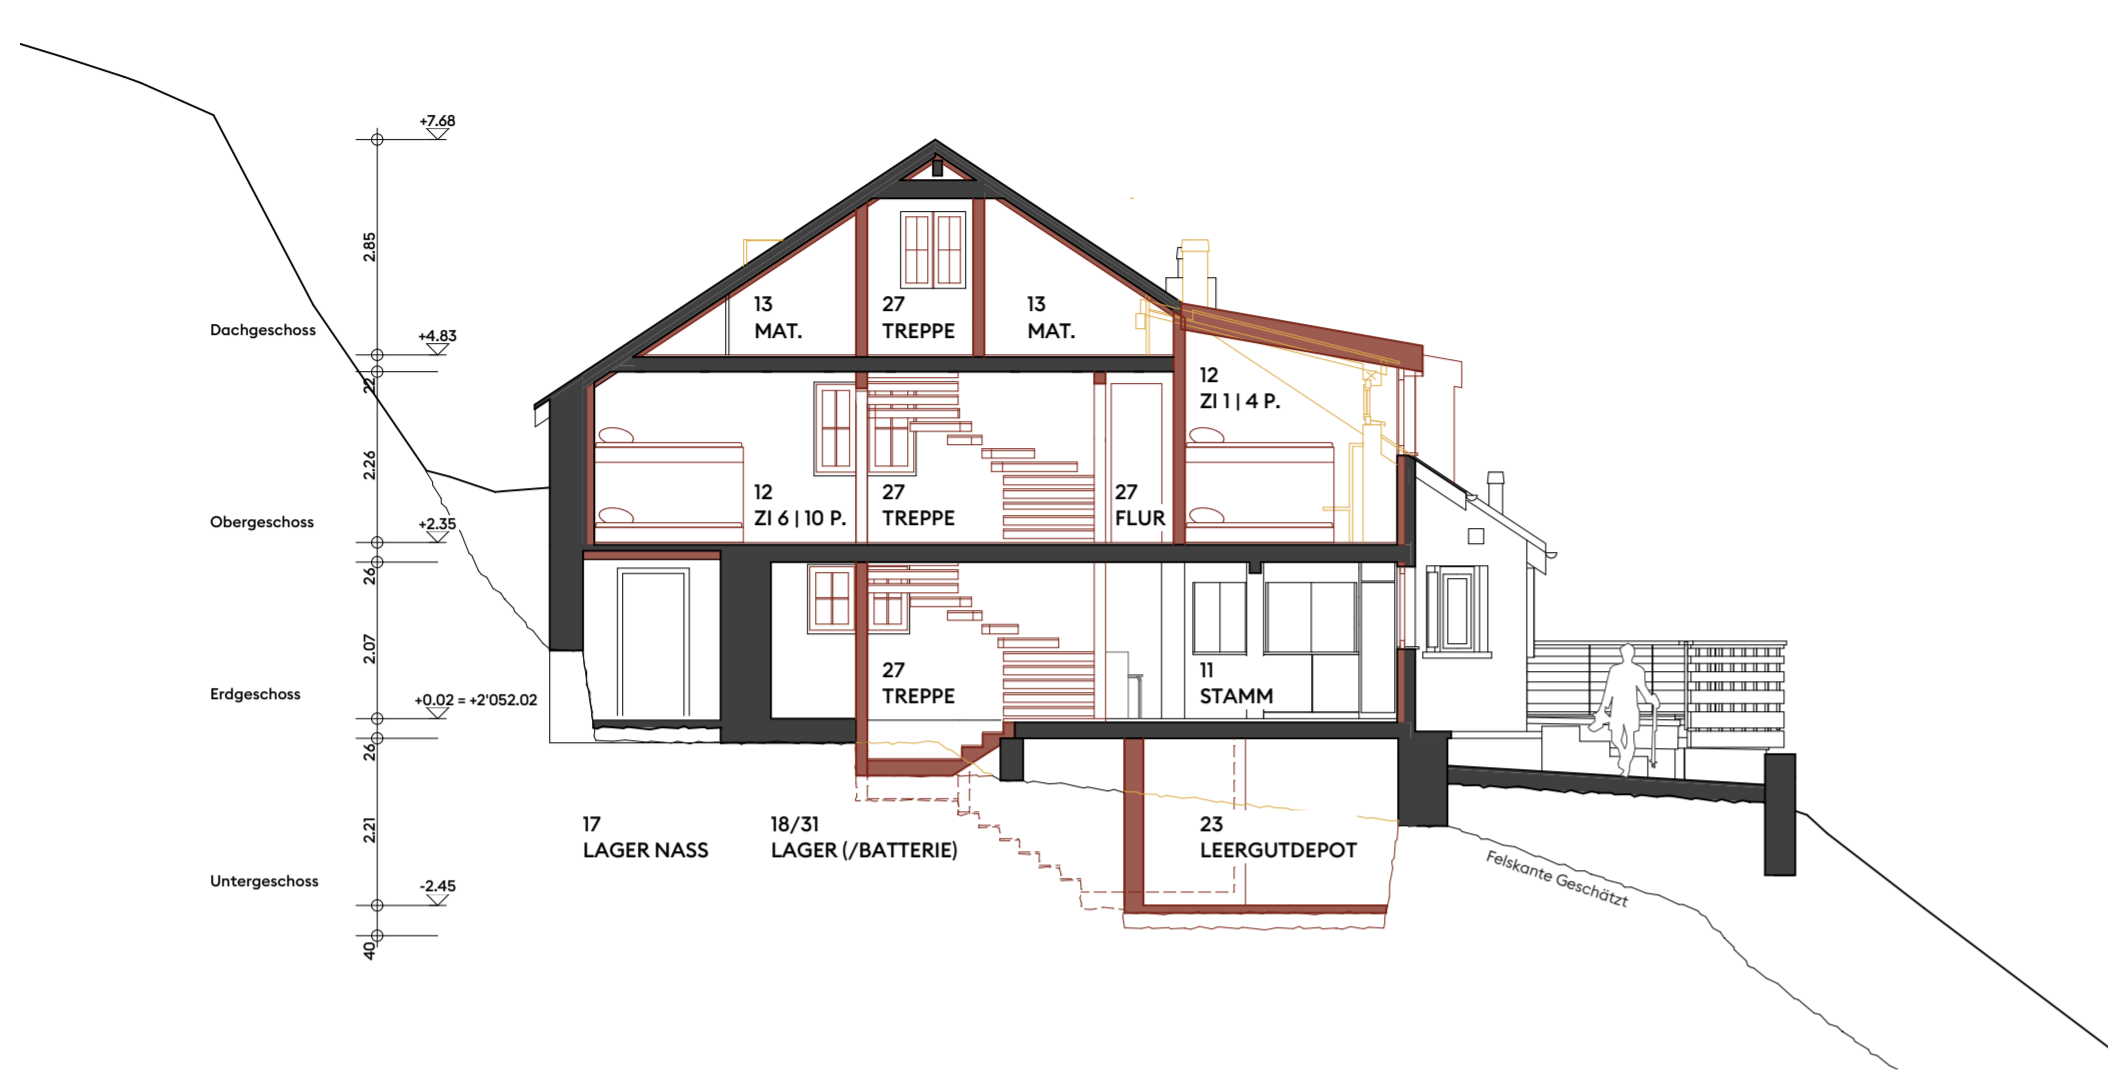 +7.68
2.85
13
MAT.
27
TREPPE
13
MAT.
Dachgeschoss
+4.83
22
12
ZI 1 | 4 P.
2.26
12
ZI 6 | 10 P.
27
TREPPE
27
FLUR
Obergeschoss
+2.35
26
2.07
27
TREPPE
11
STAMM
Erdgeschoss
+0.02 = +2'052.02
26
2.21
17
LAGER NASS
18/31
LAGER (/BATTERIE)
23
LEERGUTDEPOT
Felskante Geschätzt
Untergeschoss
-2.45
40